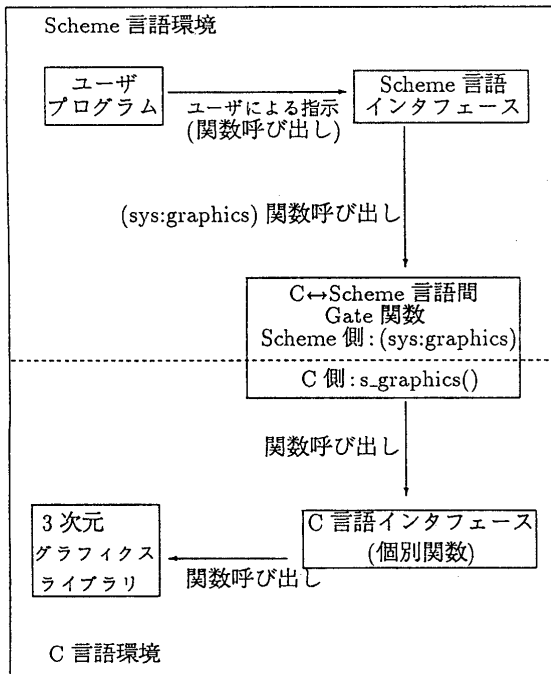 Scheme 言語環境
ユーザ
プログラム
ユーザによる指示
(関数呼び出し)
Scheme 言語
インタフェース
(sys:graphics) 関数呼び出し
C↔Scheme 言語間
Gate 関数
Scheme 側 : (sys:graphics)
C 側 : s_graphics()
関数呼び出し
C 言語インタフェース
(個別関数)
関数呼び出し
3 次元
グラフィクス
ライブラリ
C 言語環境